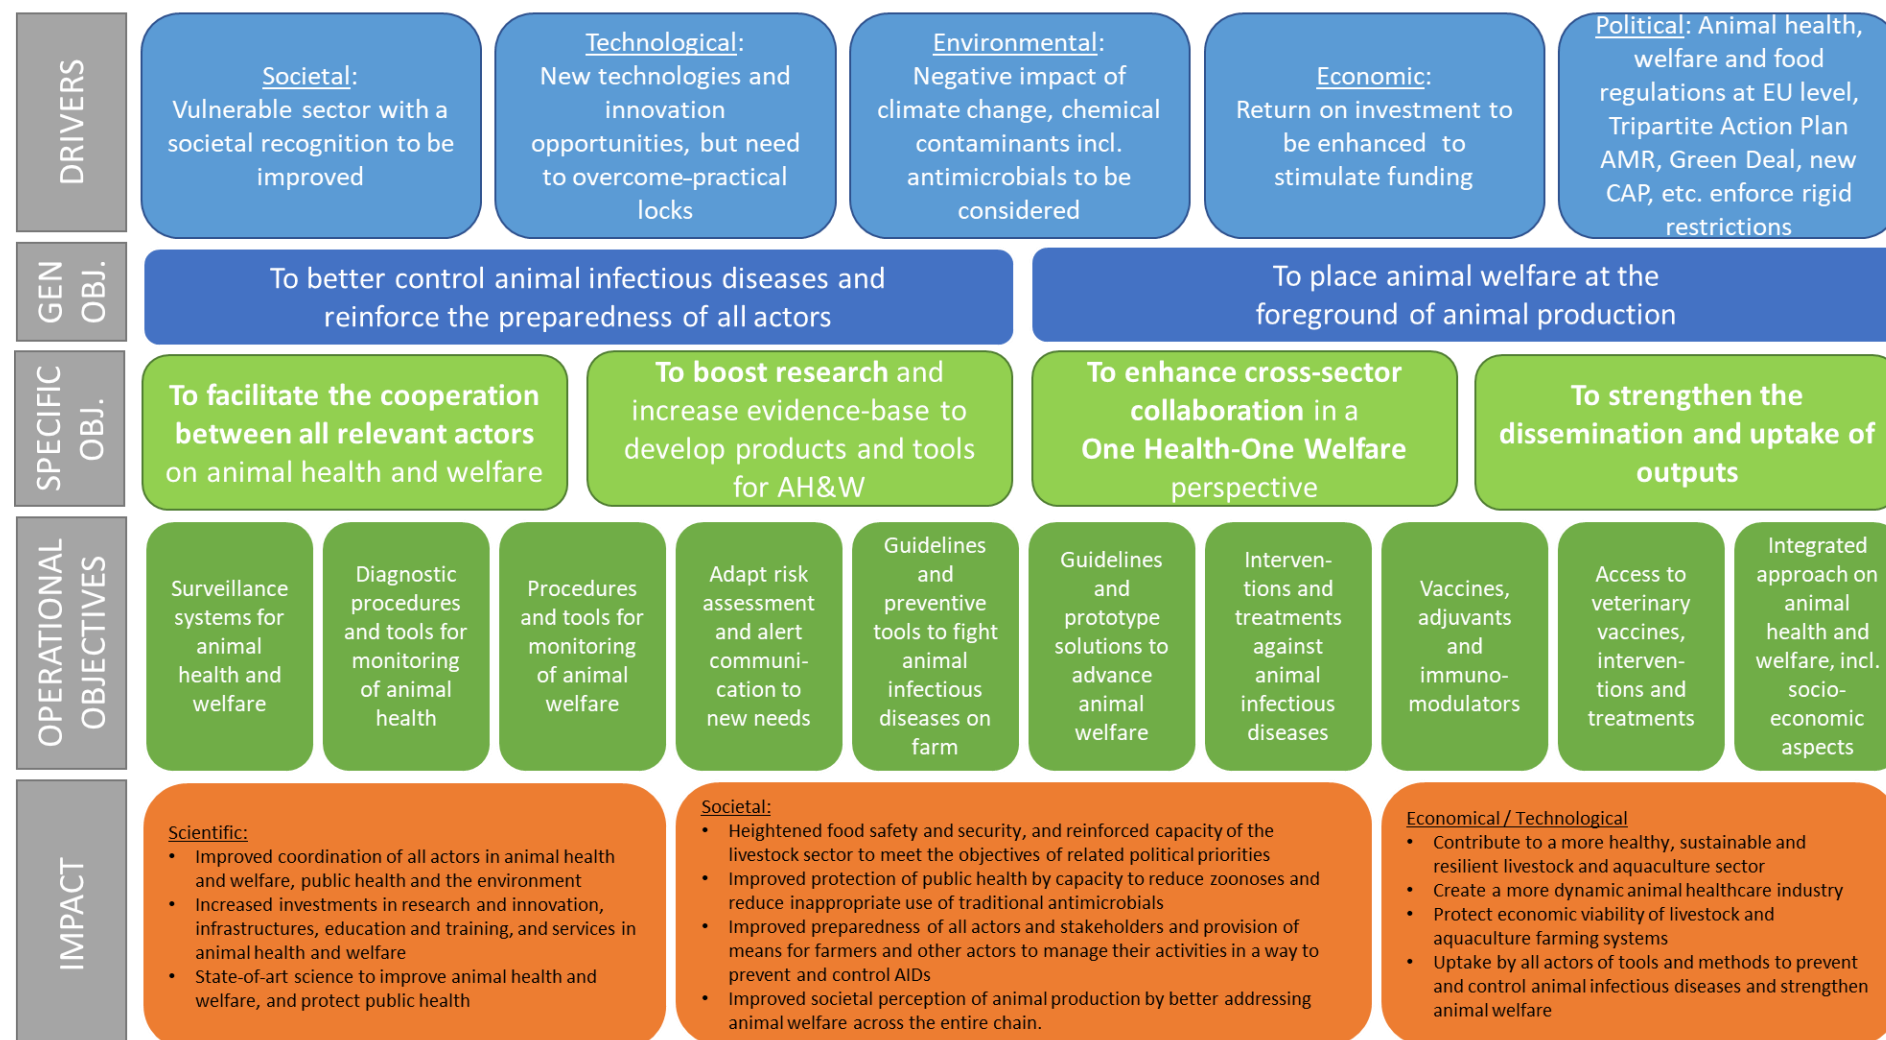 DRIVERS
Societal:
Vulnerable sector with a
societal recognition to be
improved
Technological:
New technologies and
innovation
opportunities, but need
to overcome-practical
locks
Environmental:
Negative impact of
climate change, chemical
contaminants incl.
antimicrobials to be
considered
Economic:
Return on investment to
be enhanced to
stimulate funding
Political: Animal health,
welfare and food
regulations at EU level,
Tripartite Action Plan
AMR, Green Deal, new
CAP, etc. enforce rigid
restrictions
GEN
OBJ.
To better control animal infectious diseases and
reinforce the preparedness of all actors
To place animal welfare at the
foreground of animal production
SPECIFIC
OBJ.
To facilitate the cooperation
between all relevant actors
on animal health and welfare
To boost research and
increase evidence-base to
develop products and tools
for AH&W
To enhance cross-sector
collaboration in a
One Health-One Welfare
perspective
To strengthen the
dissemination and uptake of
outputs
OPERATIONAL
OBJECTIVES
Surveillance
systems for
animal
health and
welfare
Diagnostic
procedures
and tools for
monitoring
of animal
health
Procedures
and tools for
monitoring
of animal
welfare
Adapt risk
assessment
and alert
communi-
cation to
new needs
Guidelines
and
preventive
tools to fight
animal
infectious
diseases on
farm
Guidelines
and
prototype
solutions to
advance
animal
welfare
Interven-
tions and
treatments
against
animal
infectious
diseases
Vaccines,
adjuvants
and
immuno-
modulators
Access to
veterinary
vaccines,
interven-
tions and
treatments
Integrated
approach on
animal
health and
welfare, incl.
socio-
economic
aspects
IMPACT
Scientific:
• Improved coordination of all actors in animal health
and welfare, public health and the environment
• Increased investments in research and innovation,
infrastructures, education and training, and services in
animal health and welfare
• State-of-art science to improve animal health and
welfare, and protect public health
Societal:
• Heightened food safety and security, and reinforced capacity of the
livestock sector to meet the objectives of related political priorities
• Improved protection of public health by capacity to reduce zoonoses and
reduce inappropriate use of traditional antimicrobials
• Improved preparedness of all actors and stakeholders and provision of
means for farmers and other actors to manage their activities in a way to
prevent and control AIDs
• Improved societal perception of animal production by better addressing
animal welfare across the entire chain.
Economical / Technological
• Contribute to a more healthy, sustainable and
resilient livestock and aquaculture sector
• Create a more dynamic animal healthcare industry
• Protect economic viability of livestock and
aquaculture farming systems
• Uptake by all actors of tools and methods to prevent
and control animal infectious diseases and strengthen
animal welfare